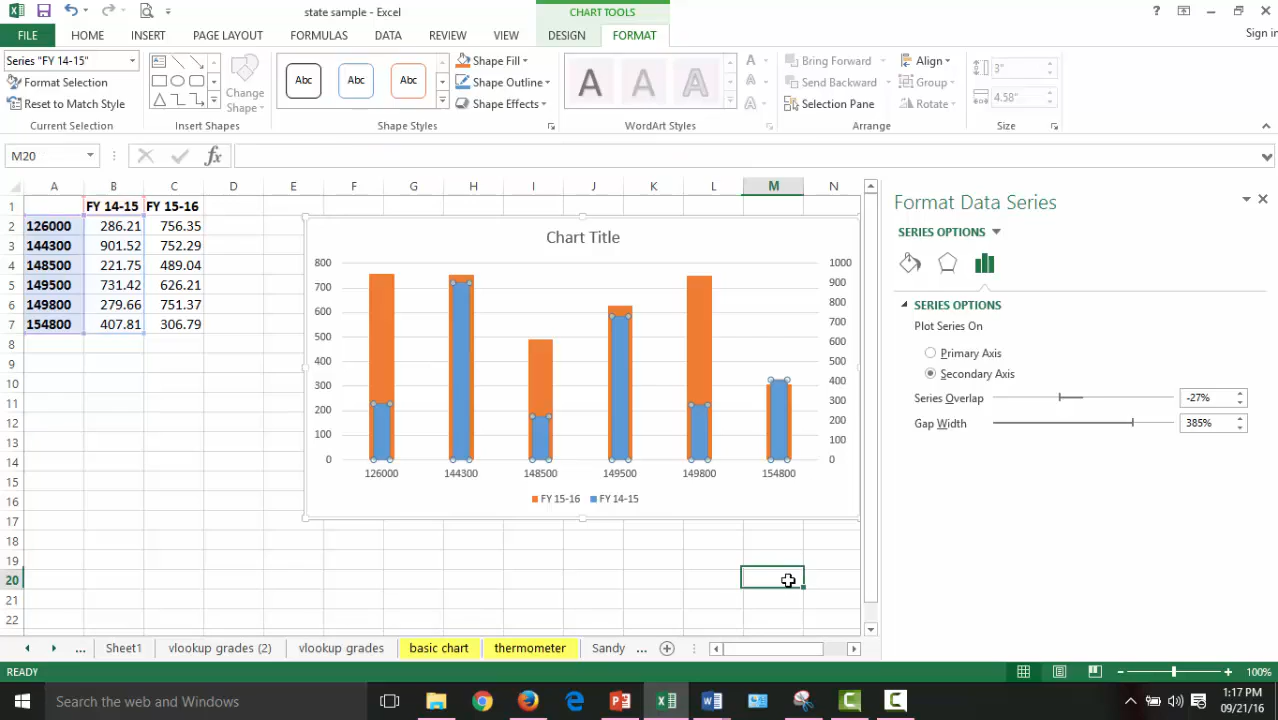 state sample - Excel
CHART TOOLS
?
FILE HOME INSERT PAGE LAYOUT FORMULAS DATA REVIEW VIEW DESIGN FORMAT Sign in
Series "FY 14-15"
Format Selection
Reset to Match Style
Current Selection
Change Shape
Insert Shapes
Abc Abc Abc
Shape Fill
Shape Outline
Shape Effects
Shape Styles
A A A
WordArt Styles
Bring Forward
Send Backward
Selection Pane
Align
Group
Rotate
Arrange
3"
4.58"
Size
M20 fx
A B C D E F G H I J K L M N
1 FY 14-15 FY 15-16
2 126000 286.21 756.35
3 144300 901.52 752.29
4 148500 221.75 489.04
5 149500 731.42 626.21
6 149800 279.66 751.37
7 154800 407.81 306.79
8
9
10
11
12
13
14
15
16
17
18
19
20
21
22
Chart Title
800
700
600
500
400
300
200
100
0
1000
900
800
700
600
500
400
300
200
100
0
126000 144300 148500 149500 149800 154800
FY 15-16 FY 14-15
Format Data Series
SERIES OPTIONS
SERIES OPTIONS
Plot Series On
Primary Axis
Secondary Axis
Series Overlap -27%
Gap Width 385%
... Sheet1 vlookup grades (2) vlookup grades basic chart thermometer Sandy ...
READY 100%
Search the web and Windows
1:17 PM
09/21/16